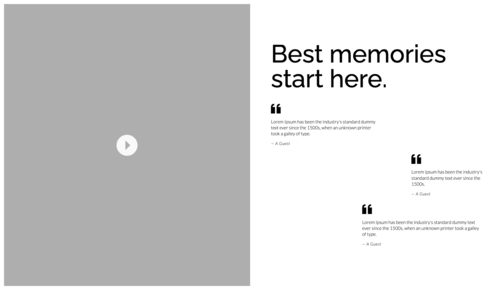 Best memories
start here.
Lorem Ipsum has been the industry's standard dummy
text ever since the 1500s, when an unknown printer
took a galley of type.
— A Guest
Lorem Ipsum has been the industry's
standard dummy text ever since the
1500s.
— A Guest
Lorem Ipsum has been the industry's standard dummy text
ever since the 1500s, when an unknown printer took a galley
of type.
— A Guest